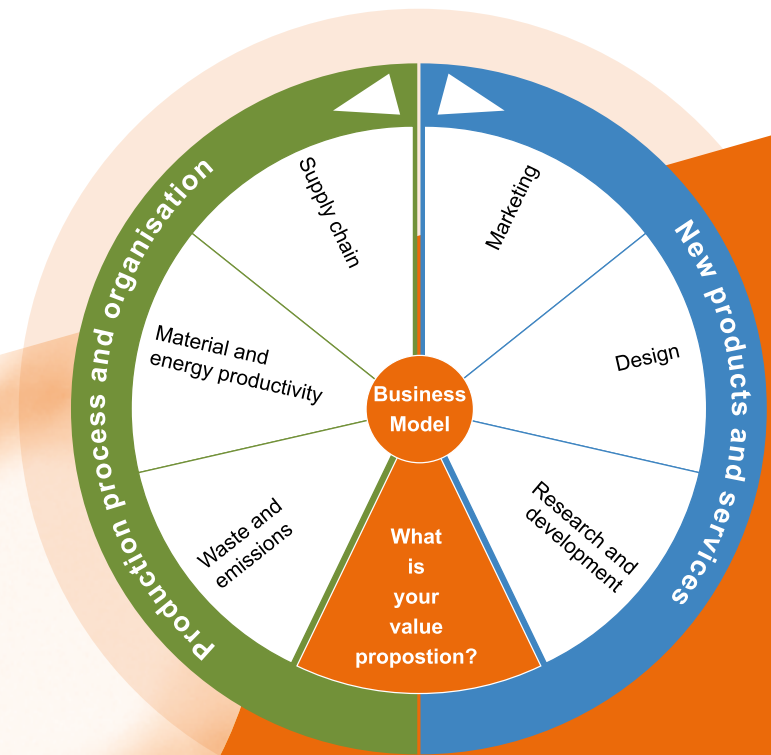 Production process and organisation
New products and services
Supply chain
Marketing
Material and
energy productivity
Design
Business
Model
Waste and
emissions
Research and
development
What
is
your
value
propostion?